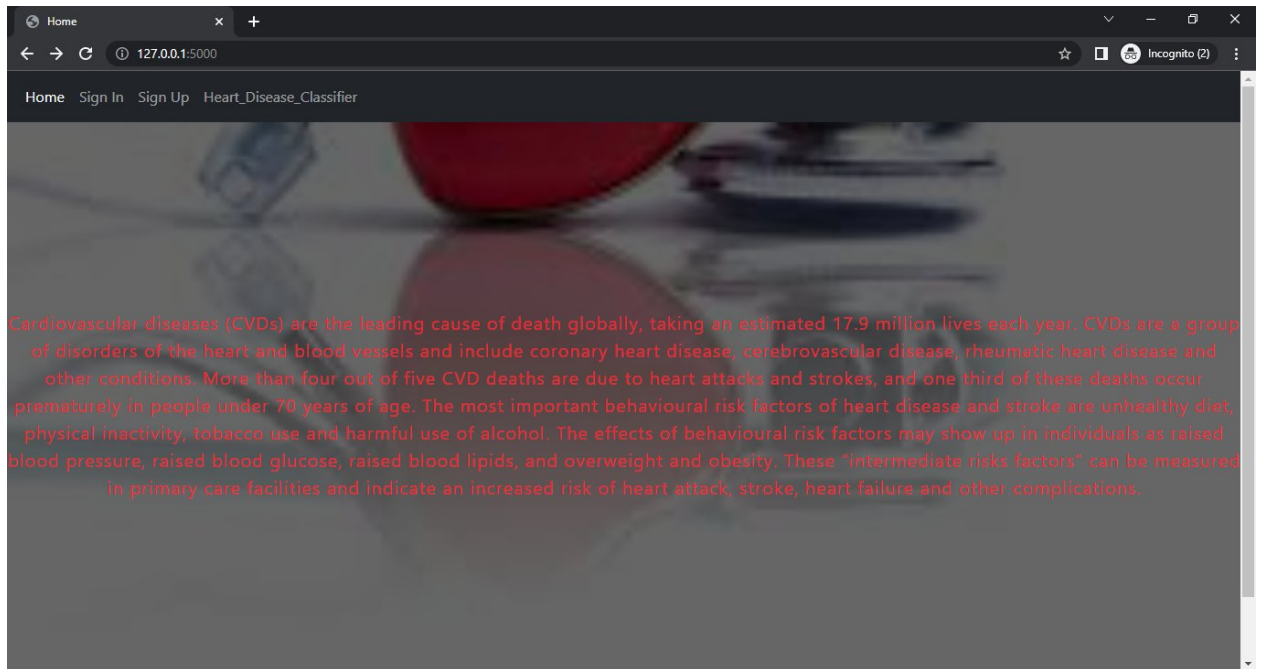 Home
127.0.0.1:5000
Incognito (2)
Home Sign In Sign Up Heart_Disease_Classifier
Cardiovascular diseases (CVDs) are the leading cause of death globally, taking an estimated 17.9 million lives each year. CVDs are a group
of disorders of the heart and blood vessels and include coronary heart disease, cerebrovascular disease, rheumatic heart disease and
other conditions. More than four out of five CVD deaths are due to heart attacks and strokes, and one third of these deaths occur
prematurely in people under 70 years of age. The most important behavioural risk factors of heart disease and stroke are unhealthy diet,
physical inactivity, tobacco use and harmful use of alcohol. The effects of behavioural risk factors may show up in individuals as raised
blood pressure, raised blood glucose, raised blood lipids, and overweight and obesity. These “intermediate risks factors” can be measured
in primary care facilities and indicate an increased risk of heart attack, stroke, heart failure and other complications.